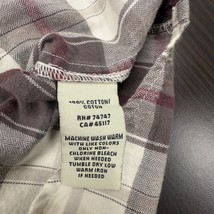 100% COTTON/
COTON
RN# 74747
CA# 45117
MACHINE WASH WARM
WITH LIKE COLORS
ONLY NON-
CHLORINE BLEACH
WHEN NEEDED
TUMBLE DRY LOW
WARM IRON
IF NEEDED